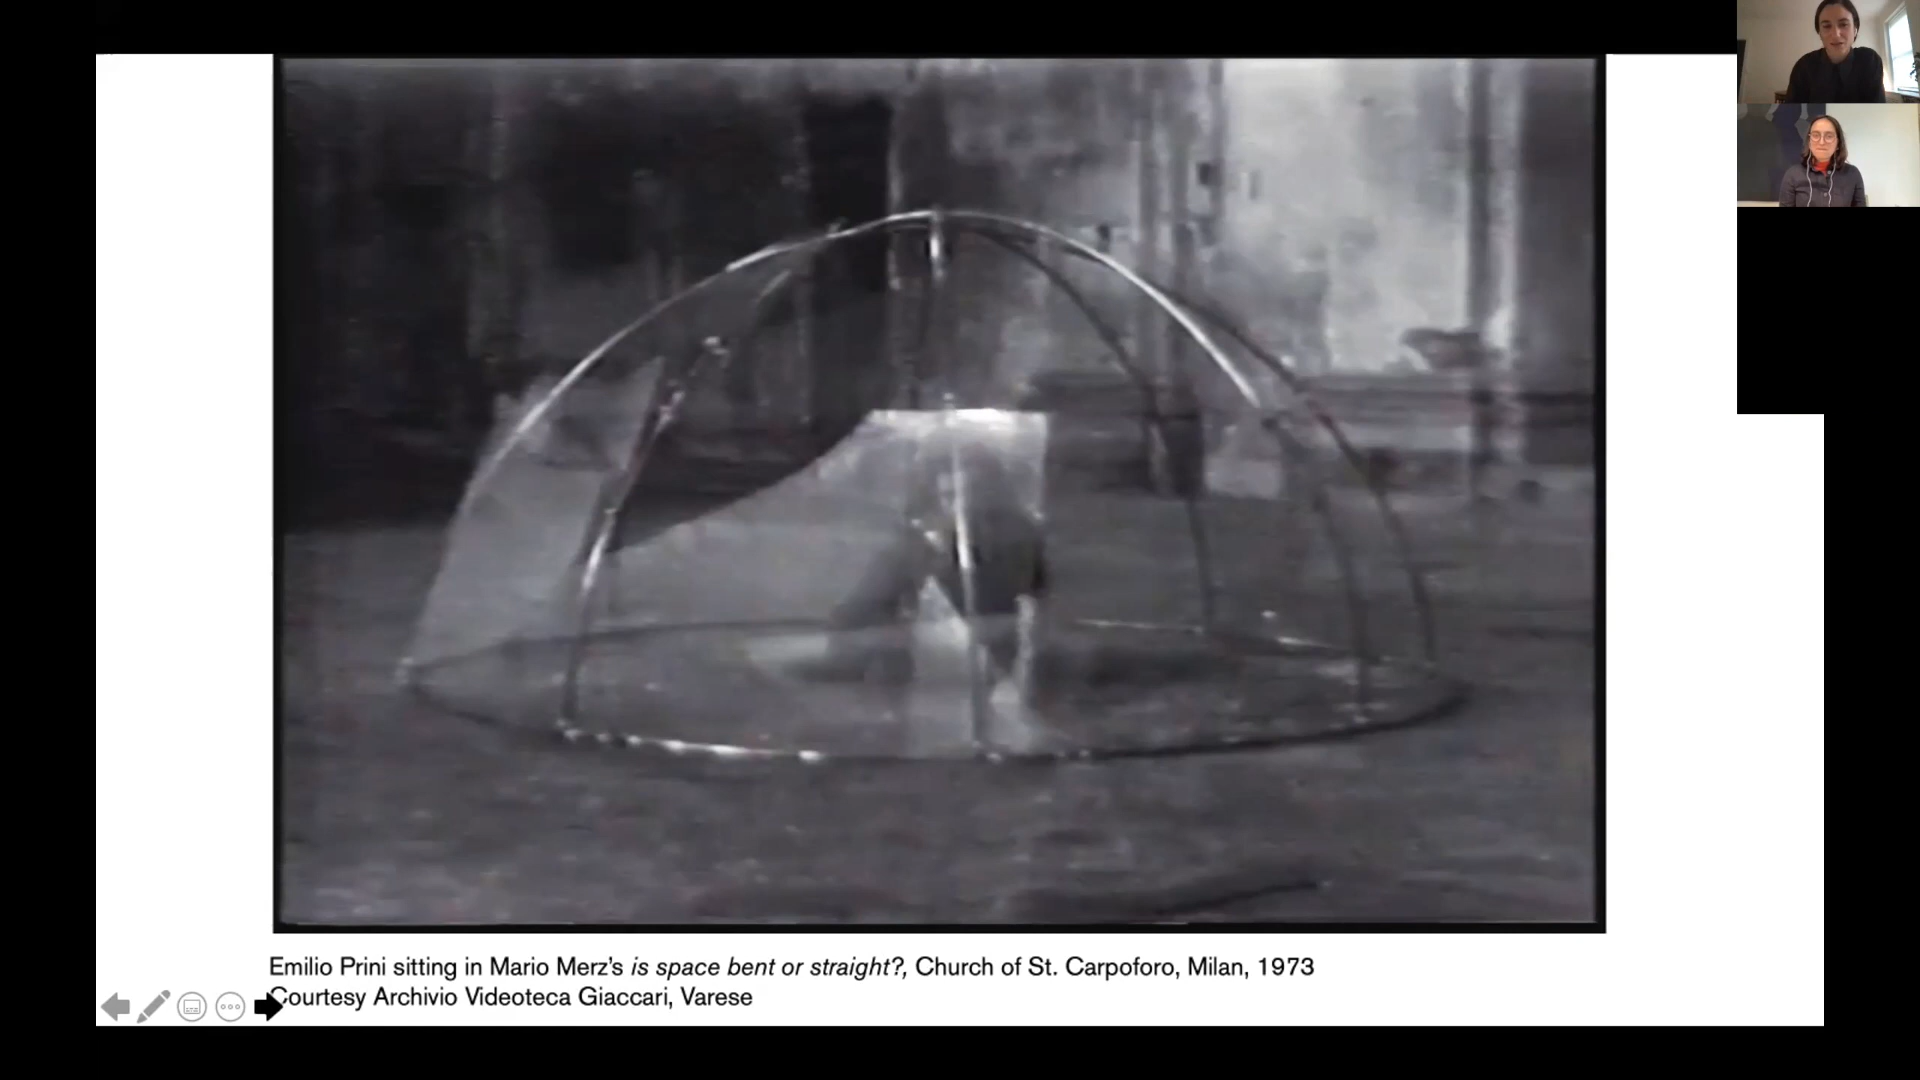 Emilio Prini sitting in Mario Merz's is space bent or straight?, Church of St. Carpoforo, Milan, 1973
Courtesy Archivio Videoteca Giaccari, Varese